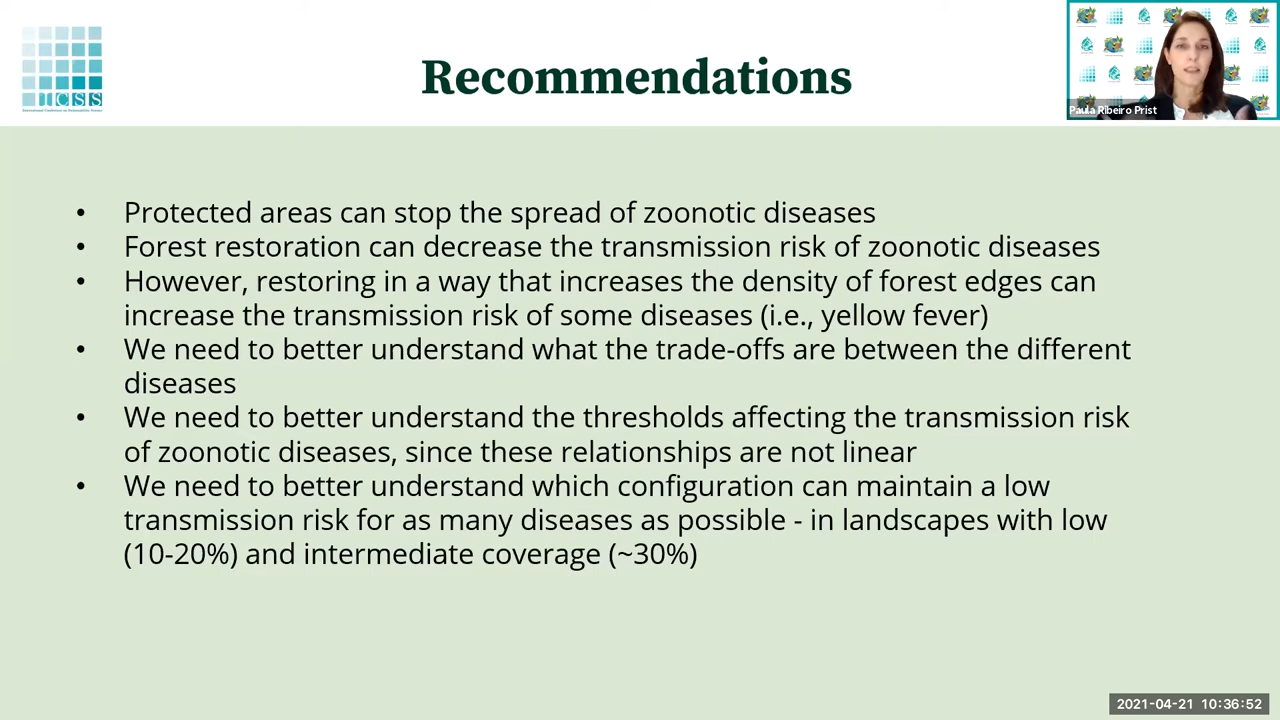 Recommendations
Paula Ribeiro Prist
• Protected areas can stop the spread of zoonotic diseases
• Forest restoration can decrease the transmission risk of zoonotic diseases
• However, restoring in a way that increases the density of forest edges can
increase the transmission risk of some diseases (i.e., yellow fever)
• We need to better understand what the trade-offs are between the different
diseases
• We need to better understand the thresholds affecting the transmission risk
of zoonotic diseases, since these relationships are not linear
• We need to better understand which configuration can maintain a low
transmission risk for as many diseases as possible - in landscapes with low
(10-20%) and intermediate coverage (~30%)
2021-04-21 10:36:52